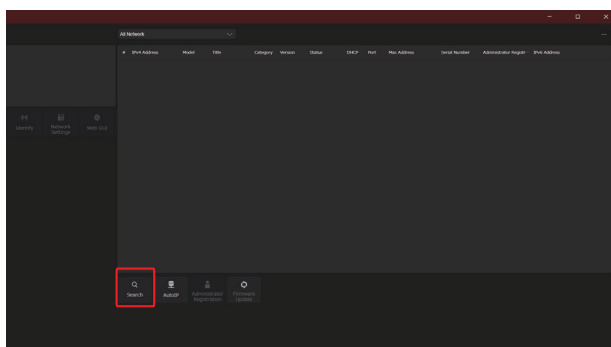 All Network
# IPv4 Address Model Title Category Version Status DHCP Port Mac Address Serial Number Administrator Registr··· IPv6 Address
Identify
Network Settings
Web GUI
Search
AutoIP
Administrator Registration
Firmware Update